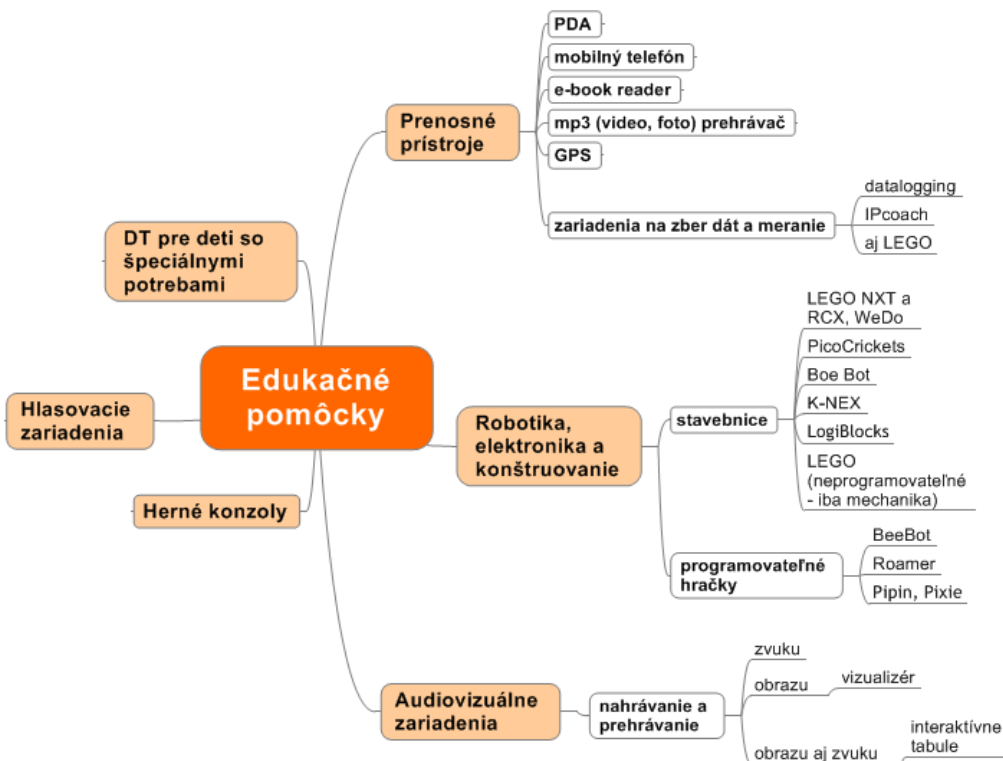 PDA
mobilný telefón
e-book reader
mp3 (video, foto) prehrávač
GPS
Prenosné
prístroje
zariadenia na zber dát a meranie
datalogging
IPcoach
aj LEGO
DT pre deti so
špeciálnymi
potrebami
Edukačné
pomôcky
Hlasovacie
zariadenia
Herné konzoly
Robotika,
elektronika a
konštruovanie
stavebnice
LEGO NXT a
RCX, WeDo
PicoCrickets
Boe Bot
K-NEX
LogiBlocks
LEGO
(neprogramovateľné
- iba mechanika)
programovateľné
hračky
BeeBot
Roamer
Pipin, Pixie
Audiovizuálne
zariadenia
nahrávanie a
prehrávanie
zvuku
obrazu
vizualizér
obrazu aj zvuku
interaktívne
tabule